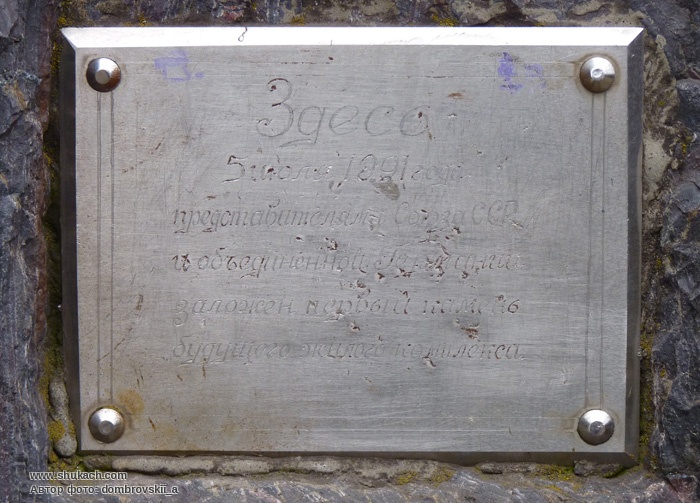 Здесь
5 июля 1991 года
представителями Союза ССР
и объединённой Германии
заложен первый камень
будущего жилого комплекса
www.shukach.com
Автор фото: dombrovskii_a